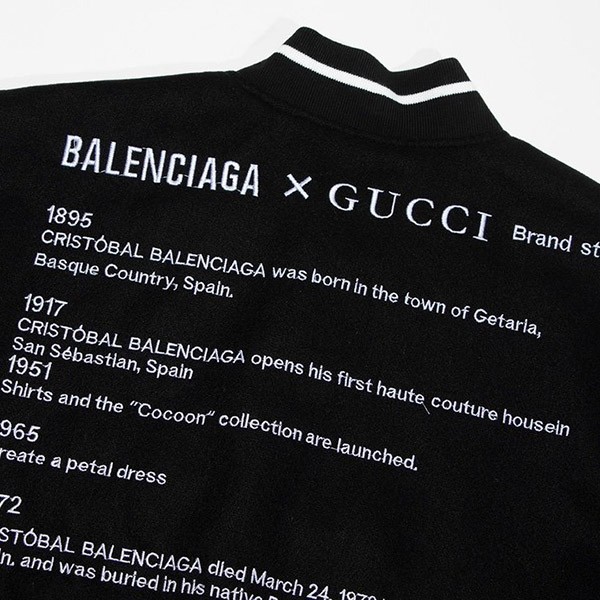 BALENCIAGA × GUCCI Brand st
1895
CRISTÓBAL BALENCIAGA was born in the town of Getaria,
Basque Country, Spain.
1917
CRISTÓBAL BALENCIAGA opens his first haute couture housein
San Sébastian, Spain
1951
Shirts and the “Cocoon” collection are launched.
965
reate a petal dress
72
STÓBAL BALENCIAGA died March 24, 197
in. and was buried in his native